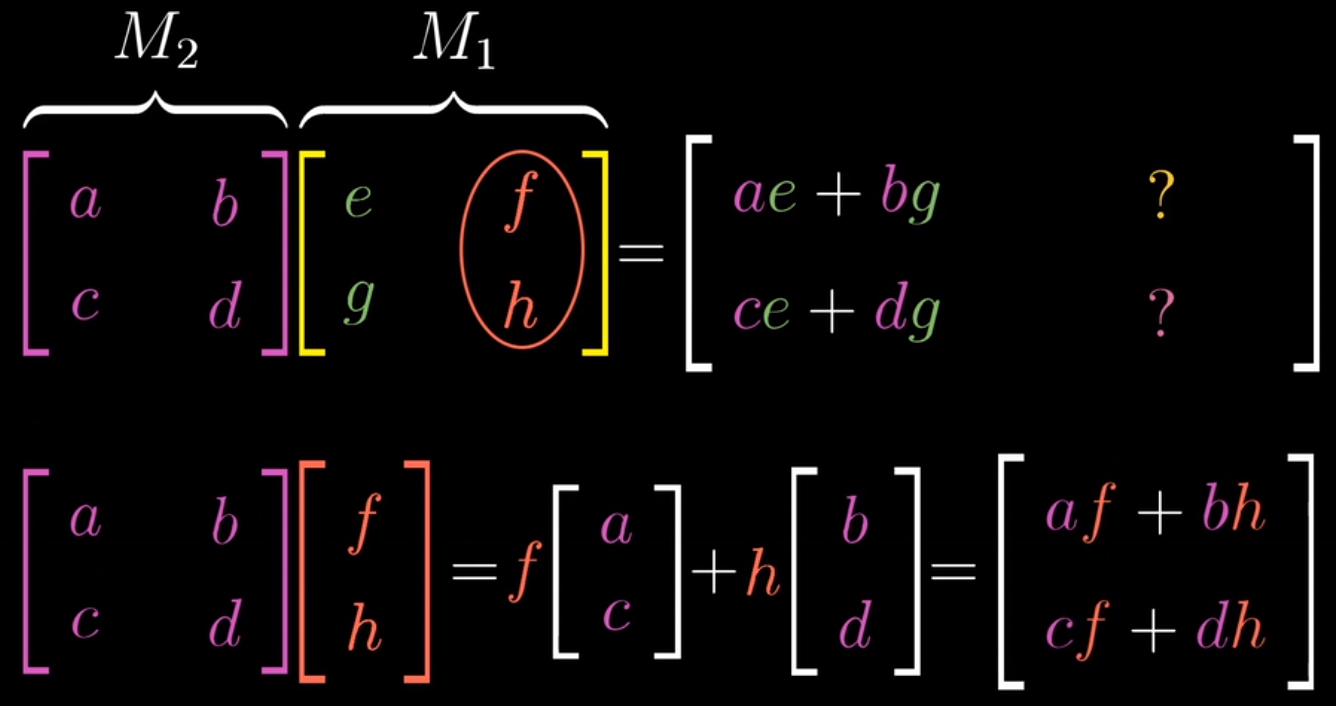 M₂ M₁
[a b; c d] [e f; g h] = [ae + bg ?; ce + dg ?]
[a b; c d] [f; h] = f [a; c] + h [b; d] = [af + bh; cf + dh]